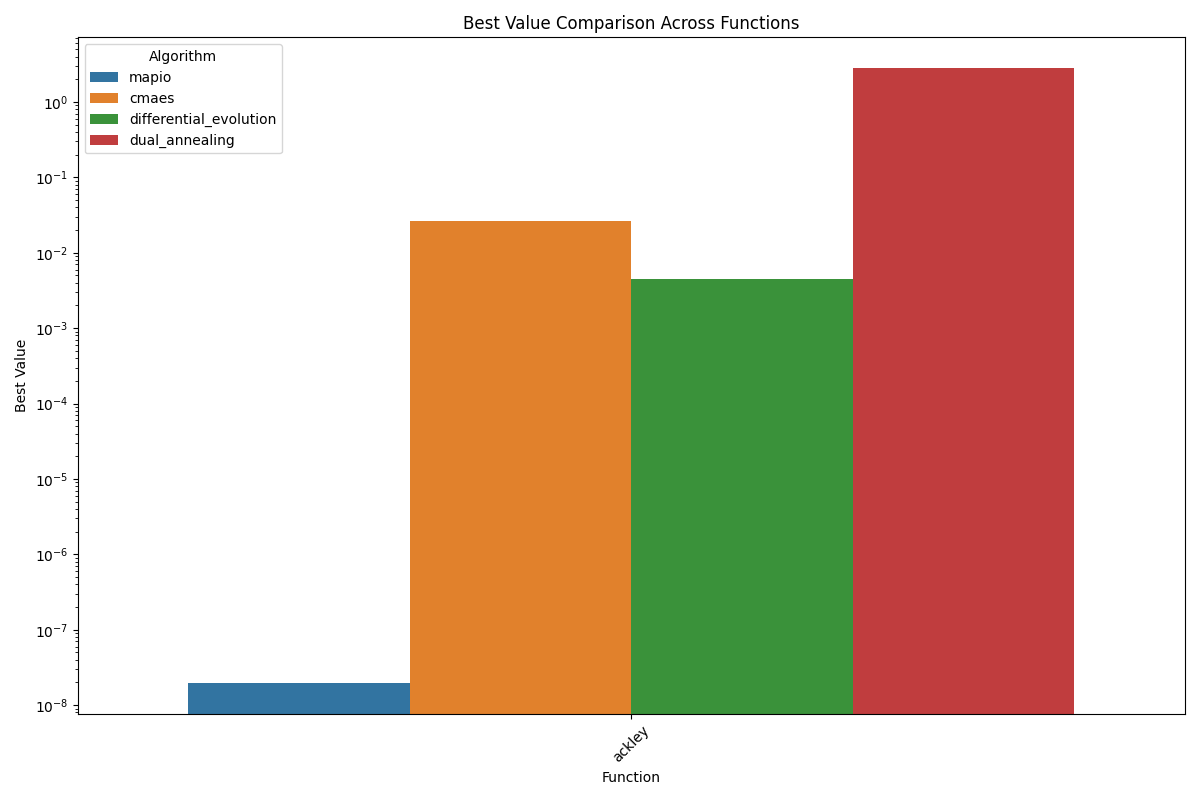 Best Value Comparison Across Functions
Algorithm
mapio
cmaes
differential_evolution
dual_annealing
10⁰
10⁻¹
10⁻²
10⁻³
10⁻⁴
10⁻⁵
10⁻⁶
10⁻⁷
10⁻⁸
Best Value
ackley
Function